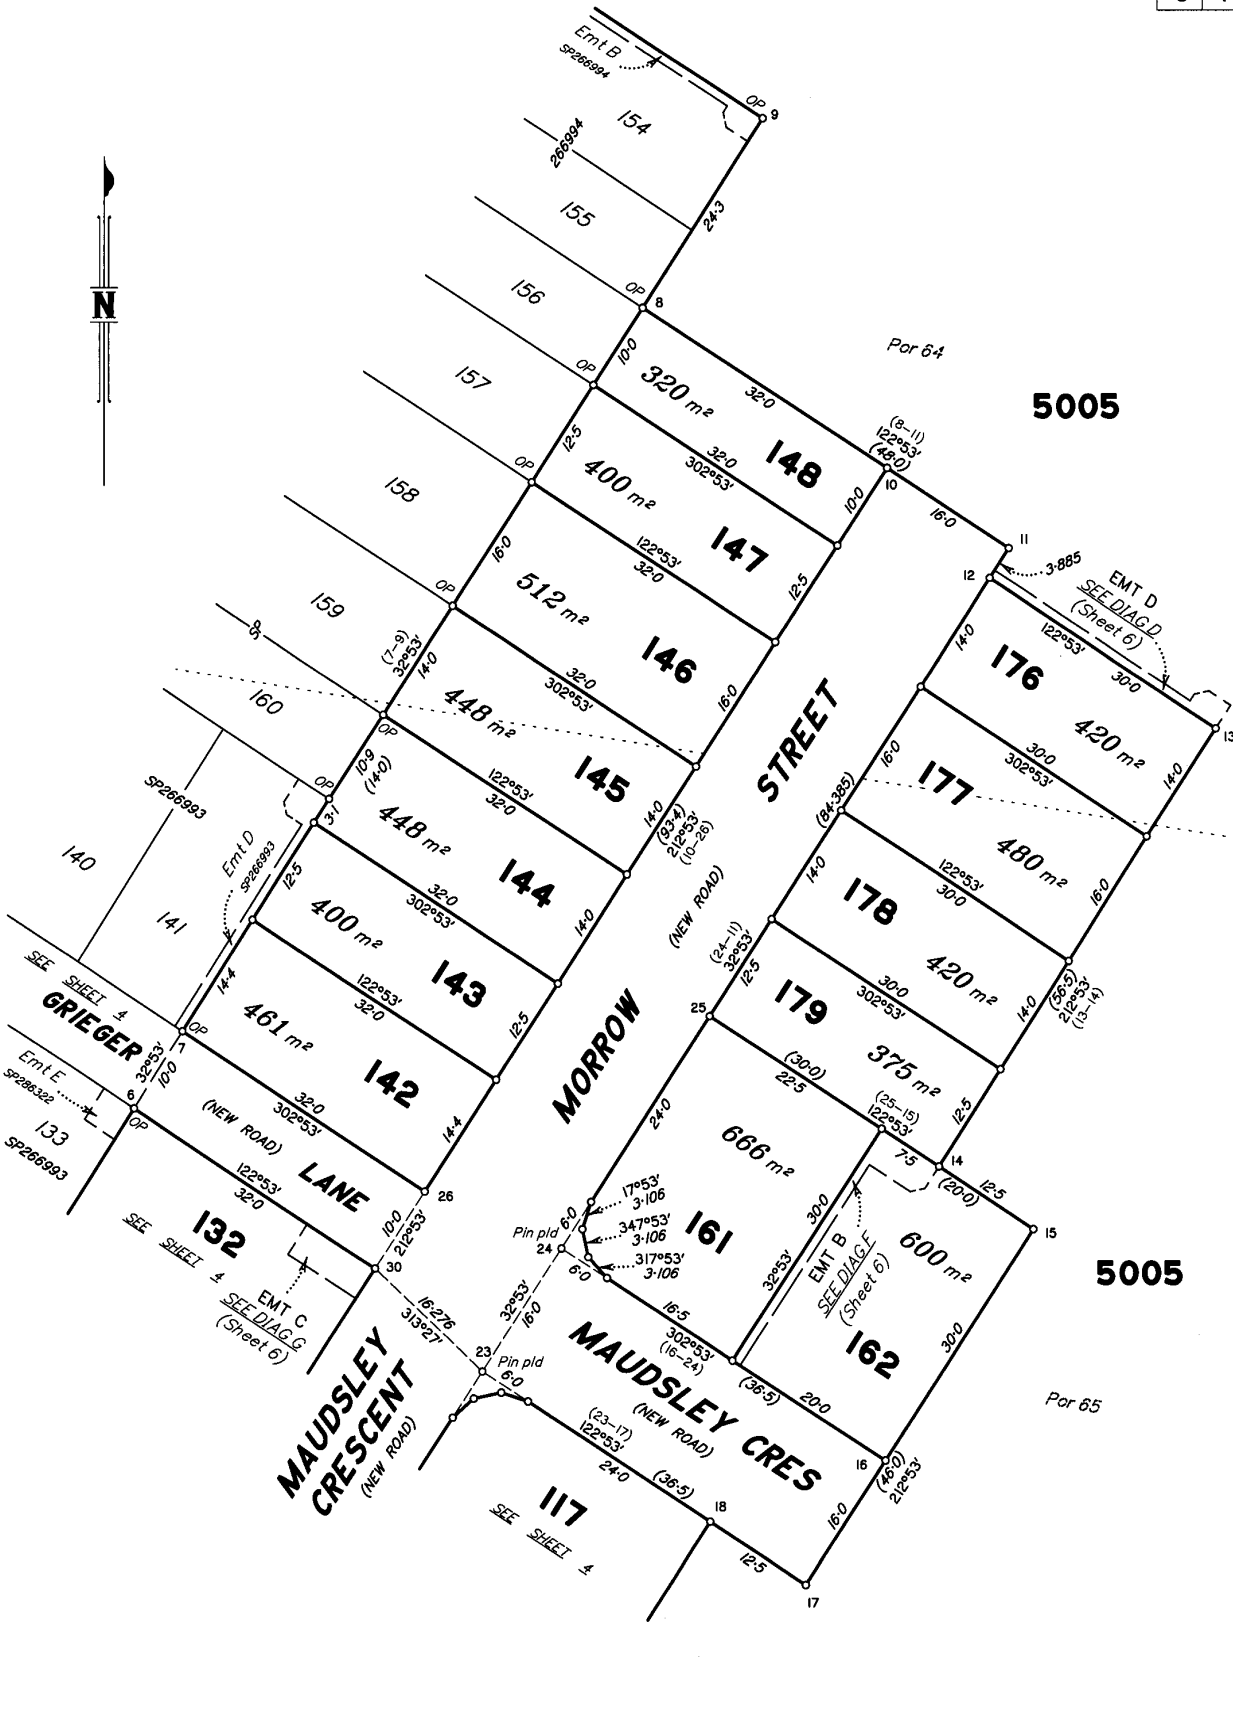 Emt B
SP266994
OP
9
154
266994
24·3
155
OP
8
156
N
Por 64
10·0
OP
157
320 m²
32·0
5005
(8–11)
122°53'
(48·0)
148
12·5
32·0
302°53'
10
OP
400 m²
10·0
16·0
158
11
147
3·885
16·0
122°53'
32·0
12
EMT D
SEE DIAG D
(Sheet 6)
512 m²
12·5
OP
122°53'
159
14·0
30·0
(7–9)
32°53'
14·0
146
176
SP
32·0
302°53'
STREET
16·0
420 m²
13
160
448 m²
OP
16·0
30·0
302°53'
14·0
10·9
(14·0)
145
177
122°53'
32·0
SP266993
OP
14·0
(93·4)
212°53'
(10–26)
(84·385)
3·1
448 m²
480 m²
140
Emt D
SP266993
14·0
122°53'
30·0
16·0
12·5
32·0
302°53'
144
178
141
400 m²
(NEW ROAD)
14·0
(24–11)
32°53'
12·5
420 m²
SEE SHEET 4
GRIEGER
14·4
122°53'
32·0
143
30·0
302°53'
14·0
(56·5)
212°53'
(13–14)
179
MORROW
25
461 m²
12·5
OP
7
32°53'
10·0
375 m²
Emt E
SP286322
142
(30·0)
22·5
6
(25–15)
122°53'
12·5
OP
133
SP266993
(NEW ROAD)
32·0
302°53'
24·0
14·4
666 m²
7·5
14
LANE
122°53'
32·0
(20·0)
12·5
26
17°53'
3·106
30·0
132
SEE SHEET 4
10·0
212°53'
6·0
347°53'
3·106
161
15
Pin pld
24
317°53'
3·106
EMT B
SEE DIAG F
(Sheet 6)
600 m²
5005
30
6·0
32°53'
EMT C
SEE DIAG G
(Sheet 6)
16·276
313°27'
32°53'
16·0
16·5
302°53'
(16–24)
30·0
162
MAUDSLEY
CRESCENT
(NEW ROAD)
23
Pin pld
6·0
MAUDSLEY CRES
(NEW ROAD)
(36·5)
20·0
Por 65
(23–17)
122°53'
24·0
(36·5)
16
(46·0)
212°53'
117
SEE SHEET 4
18
16·0
12·5
17